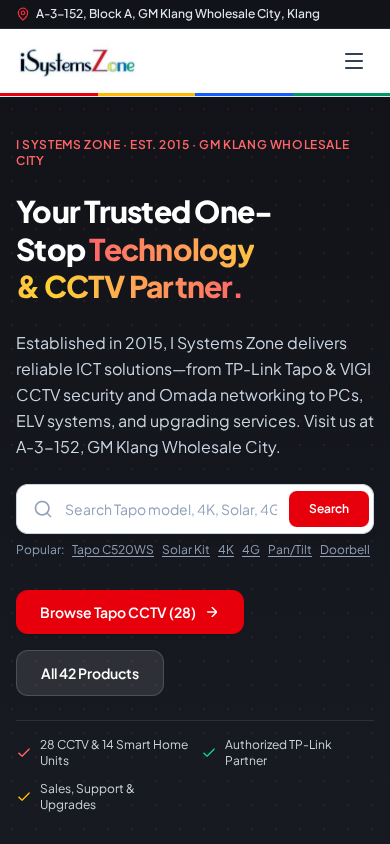 A-3-152, Block A, GM Klang Wholesale City, Klang
iSystemsZone
I SYSTEMS ZONE · EST. 2015 · GM KLANG WHOLESALE
CITY
Your Trusted One-
Stop Technology
& CCTV Partner.
Established in 2015, I Systems Zone delivers
reliable ICT solutions—from TP-Link Tapo & VIGI
CCTV security and Omada networking to PCs,
ELV systems, and upgrading services. Visit us at
A-3-152, GM Klang Wholesale City.
Search Tapo model, 4K, Solar, 4G
Search
Popular: Tapo C520WS Solar Kit 4K 4G Pan/Tilt Doorbell
Browse Tapo CCTV (28)
All 42 Products
28 CCTV & 14 Smart Home
Units
Authorized TP-Link
Partner
Sales, Support &
Upgrades